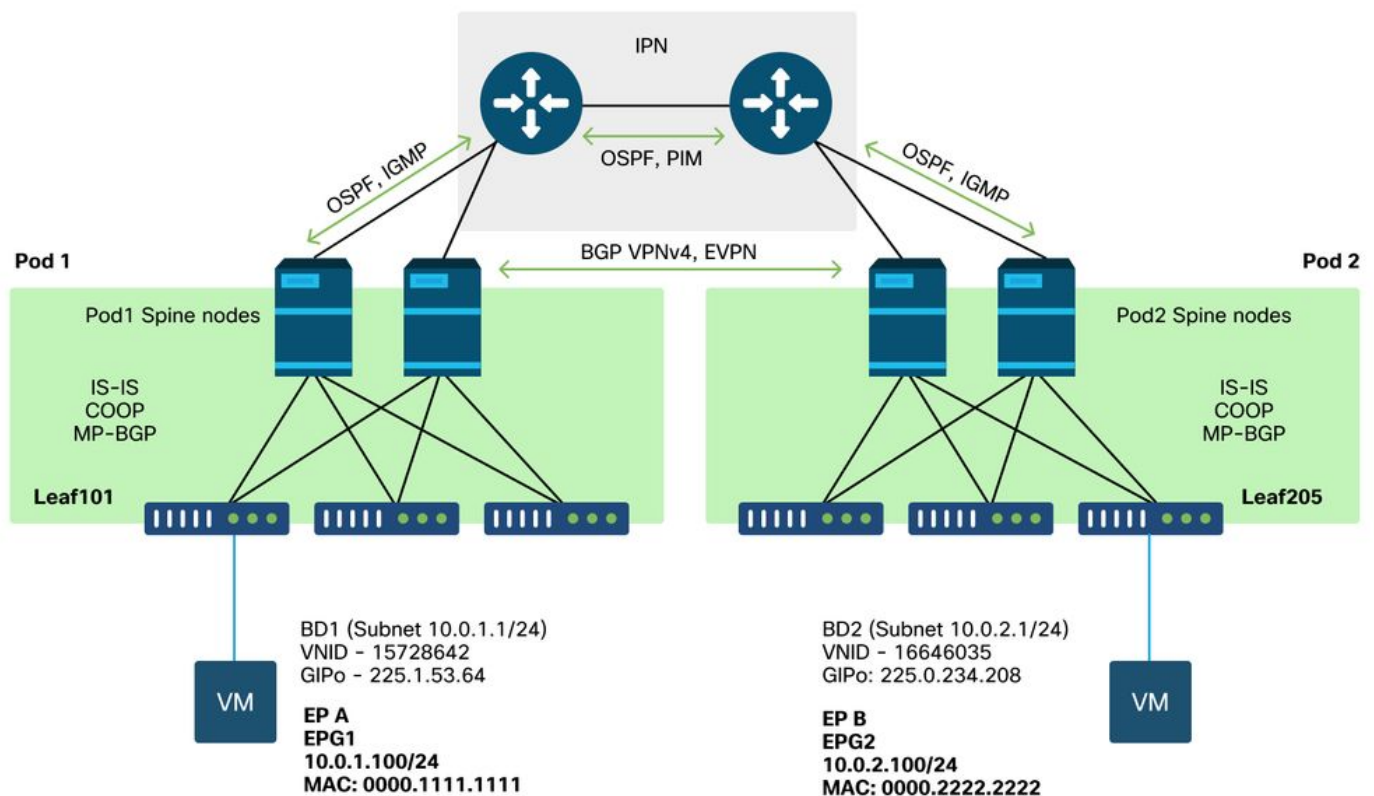 IPN
OSPF, PIM
OSPF, IGMP
OSPF, IGMP
BGP VPNv4, EVPN
Pod 1
Pod 2
Pod1 Spine nodes
Pod2 Spine nodes
IS-IS
COOP
MP-BGP
IS-IS
COOP
MP-BGP
Leaf101
Leaf205
VM
BD1 (Subnet 10.0.1.1/24)
VNID - 15728642
GIPo - 225.1.53.64
EP A
EPG1
10.0.1.100/24
MAC: 0000.1111.1111
BD2 (Subnet 10.0.2.1/24)
VNID - 16646035
GIPo: 225.0.234.208
EP B
EPG2
10.0.2.100/24
MAC: 0000.2222.2222
VM